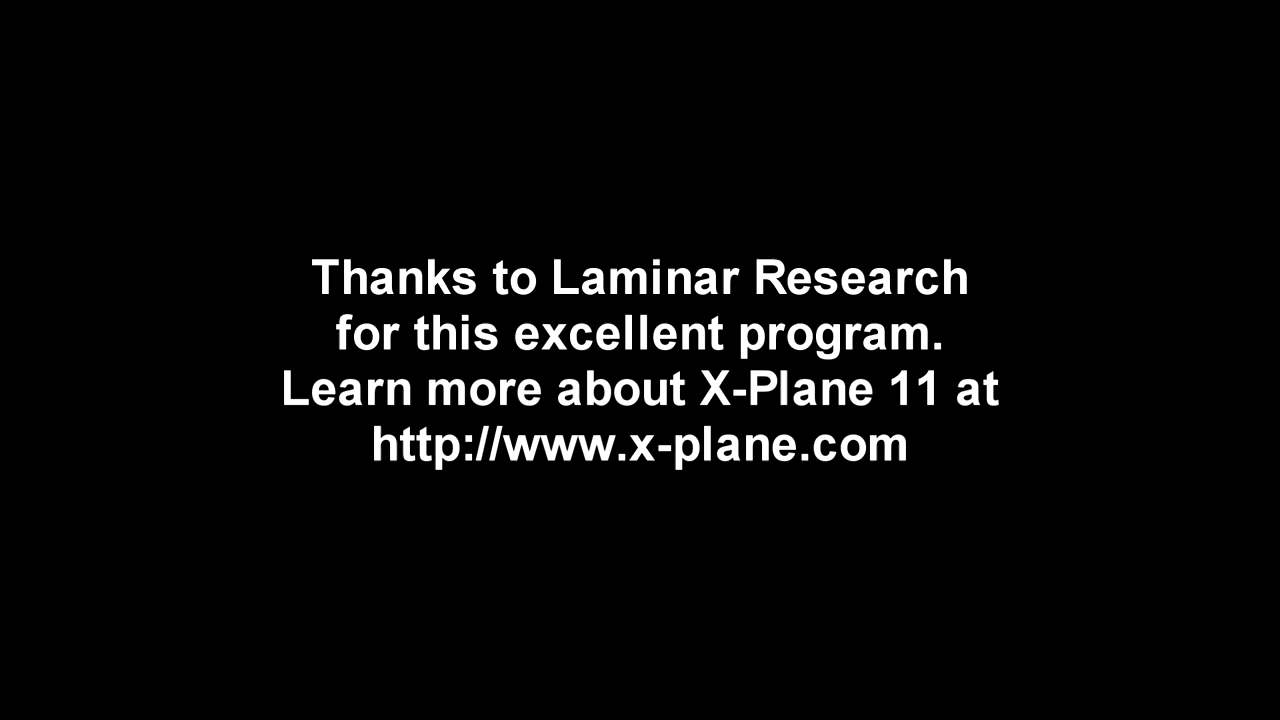 Thanks to Laminar Research
for this excellent program.
Learn more about X-Plane 11 at
http://www.x-plane.com